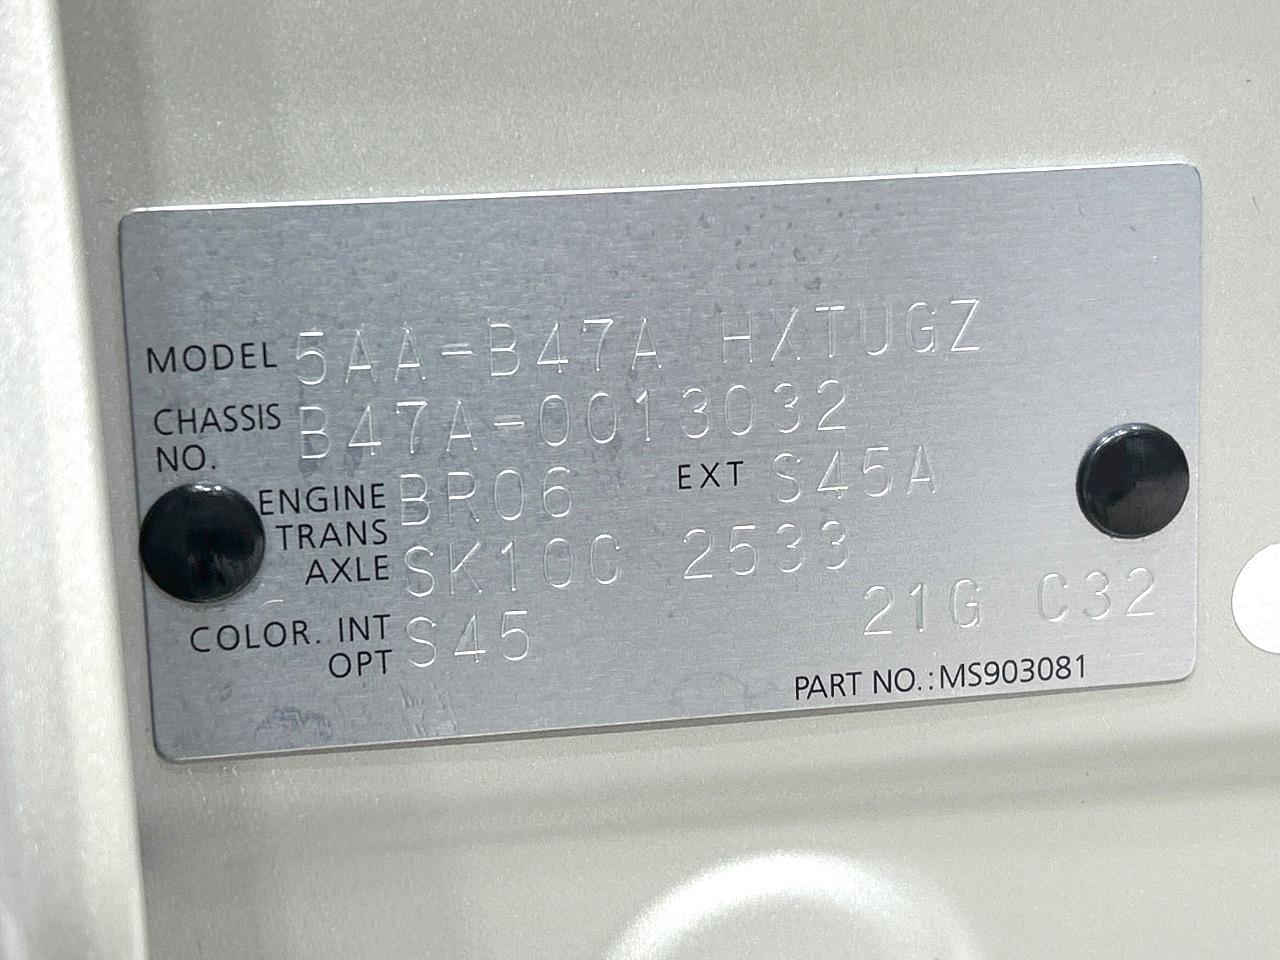 MODEL 5AA-B47A HXTUGZ
CHASSIS NO. B47A-0013032
ENGINE BR06 EXT S45A
TRANS AXLE SK10C 2533
COLOR. INT S45 21G C32
OPT
PART NO.:MS903081